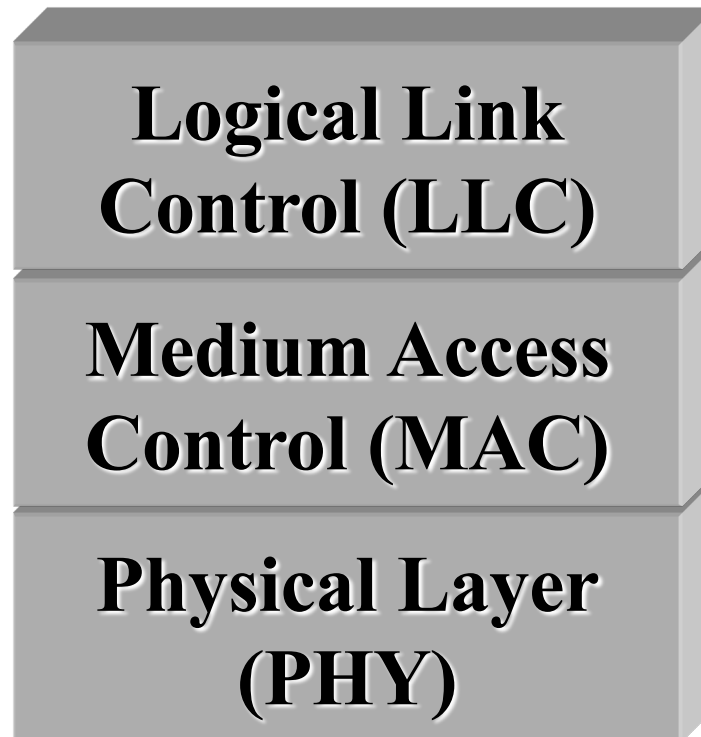 Logical Link
Control (LLC)
Medium Access
Control (MAC)
Physical Layer
(PHY)